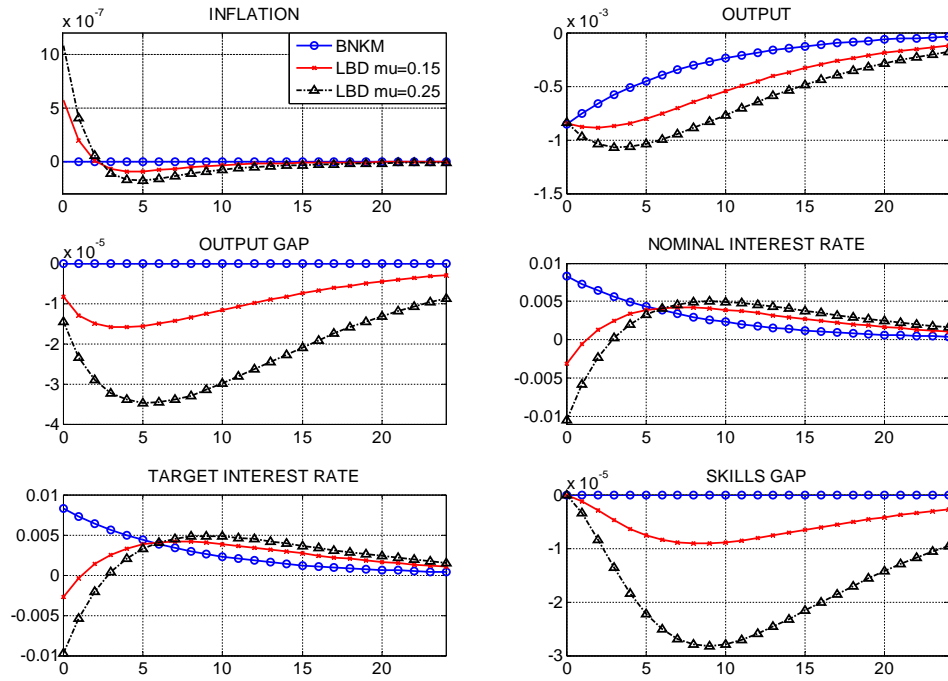 INFLATION
x 10-7
10
5
0
0 5 10 15 20
BNKM
LBD mu=0.15
LBD mu=0.25
OUTPUT
x 10-3
0
-0.5
-1
-1.5
0 5 10 15 20
OUTPUT GAP
x 10-5
0
-1
-2
-3
-4
0 5 10 15 20
NOMINAL INTEREST RATE
0.01
0.005
0
-0.005
-0.01
0 5 10 15 20
TARGET INTEREST RATE
0.01
0.005
0
-0.005
-0.01
0 5 10 15 20
SKILLS GAP
x 10-5
0
-1
-2
-3
0 5 10 15 20